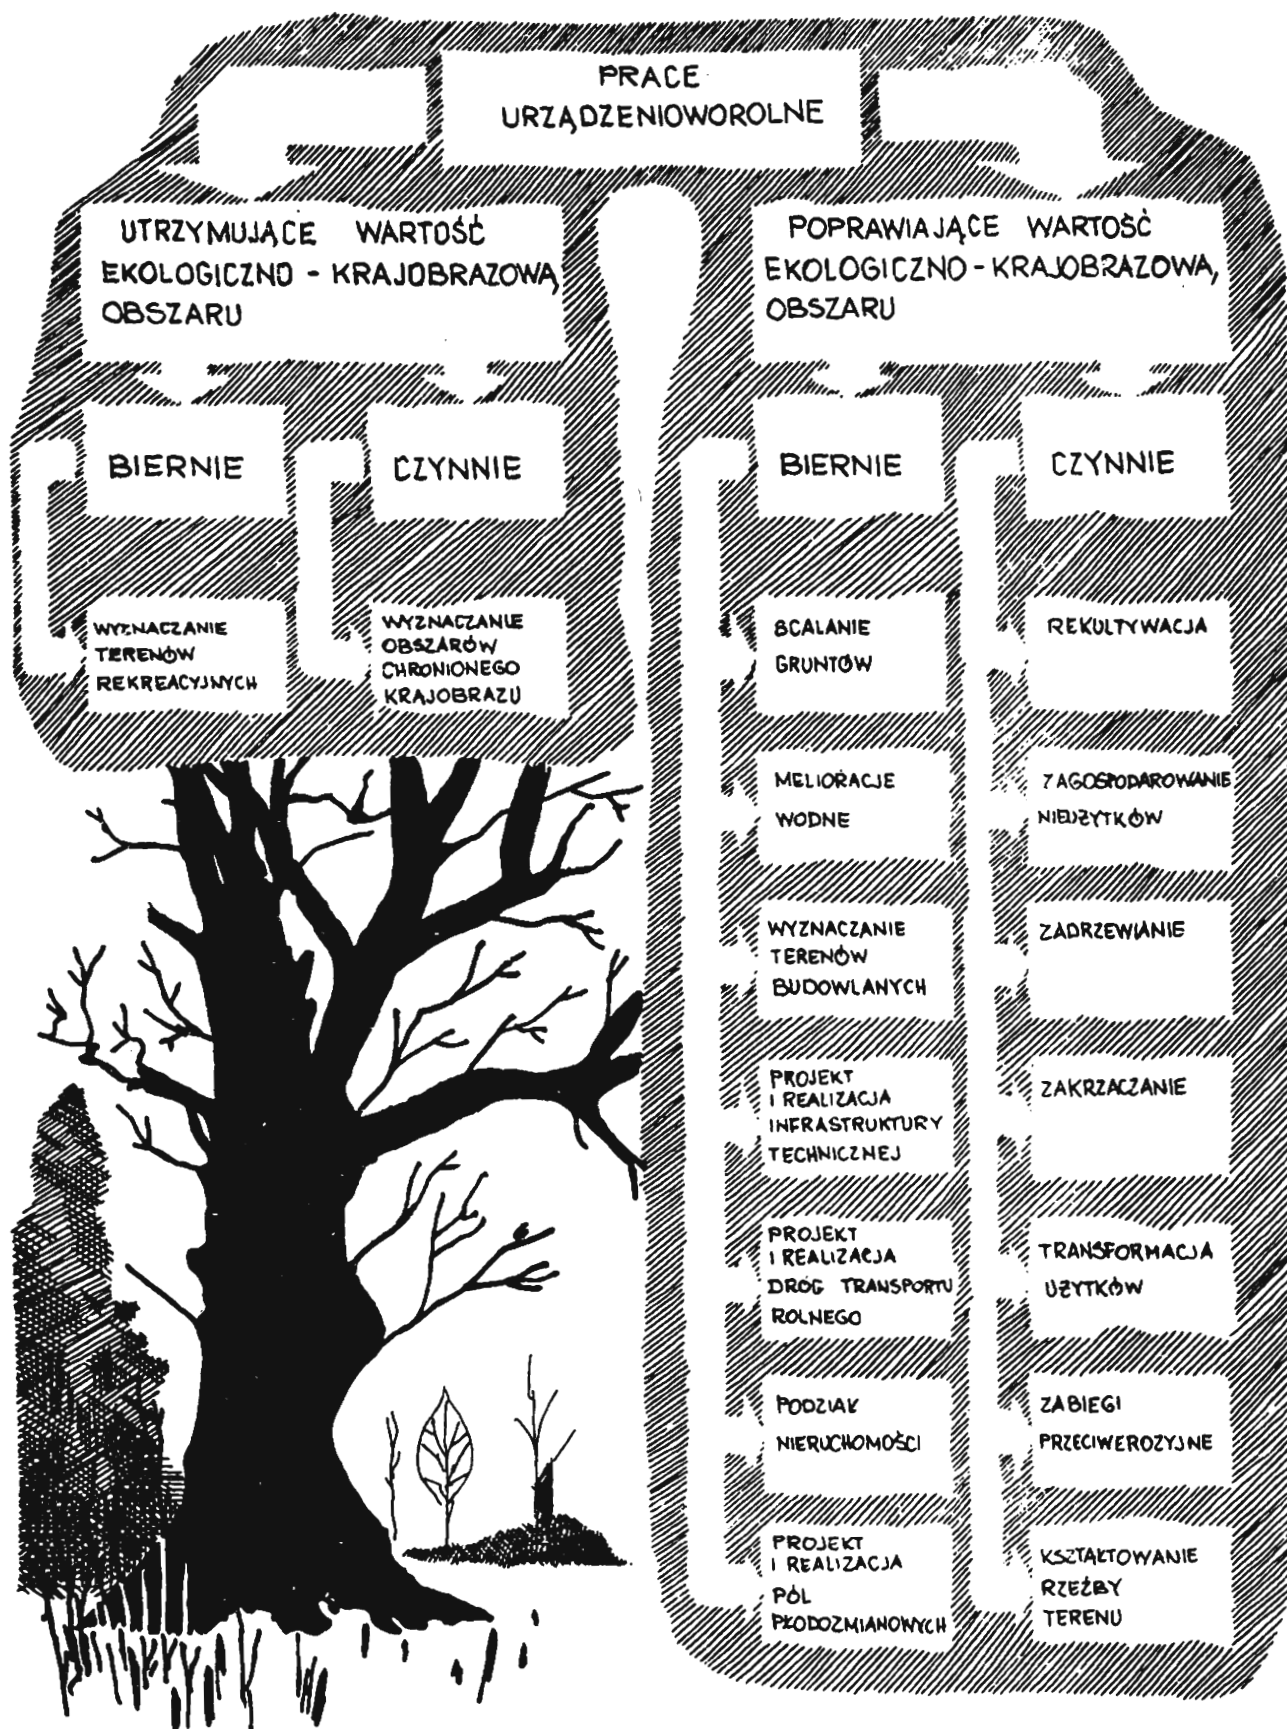 PRACE
URZĄDZENIOWOROLNE
UTRZYMUJĄCE WARTOŚĆ
EKOLOGICZNO - KRAJOBRAZOWĄ
OBSZARU
POPRAWIAJĄCE WARTOŚĆ
EKOLOGICZNO - KRAJOBRAZOWĄ
OBSZARU
BIERNIE
CZYNNIE
BIERNIE
CZYNNIE
WYZNACZANIE
TERENÓW
REKREACYJNYCH
WYZNACZANIE
OBSZARÓW
CHRONIONEGO
KRAJOBRAZU
SCALANIE
GRUNTÓW
MELIORACJE
WODNE
WYZNACZANIE
TERENÓW
BUDOWLANYCH
PROJEKT
I REALIZACJA
INFRASTRUKTURY
TECHNICZNEJ
PROJEKT
I REALIZACJA
DRÓG TRANSPORTU
ROLNEGO
PODZIAŁ
NIERUCHOMOŚCI
PROJEKT
I REALIZACJA
PÓL
PŁODOZMIANOWYCH
REKULTYWACJA
ZAGOSPODAROWANIE
NIEUŻYTKÓW
ZADRZEWIANIE
ZAKRZACZANIE
TRANSFORMACJA
UŻYTKÓW
ZABIEGI
PRZECIWEROZYJNE
KSZTAŁTOWANIE
RZEŹBY
TERENU